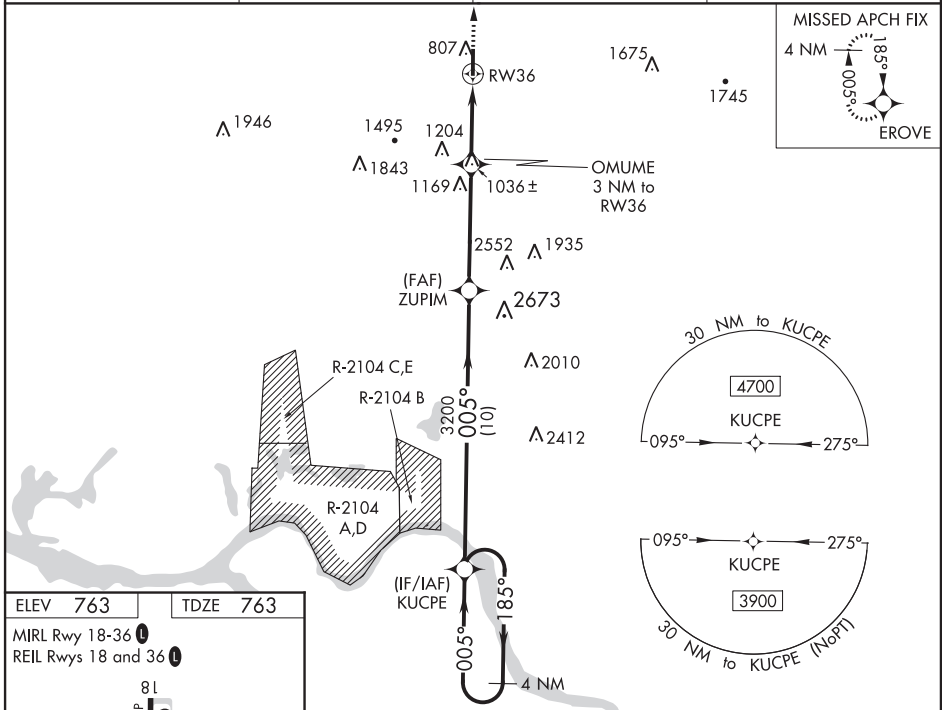 MISSED APCH FIX
4 NM
185°
005°
EROVE
807
RW36
1675
1745
1946
1495
1204
1843
1169
1036±
OMUME
3 NM to
RW36
2552
1935
(FAF)
ZUPIM
2673
R-2104 C,E
R-2104 B
2010
3200
005°
(10)
2412
R-2104
A,D
(IF/IAF)
KUCPE
005°
185°
4 NM
30 NM to KUCPE
4700
KUCPE
095°
275°
095°
275°
KUCPE
3900
30 NM to KUCPE (NoPT)
ELEV 763
TDZE 763
MIRL Rwy 18-36 L
REIL Rwys 18 and 36 L
18
P